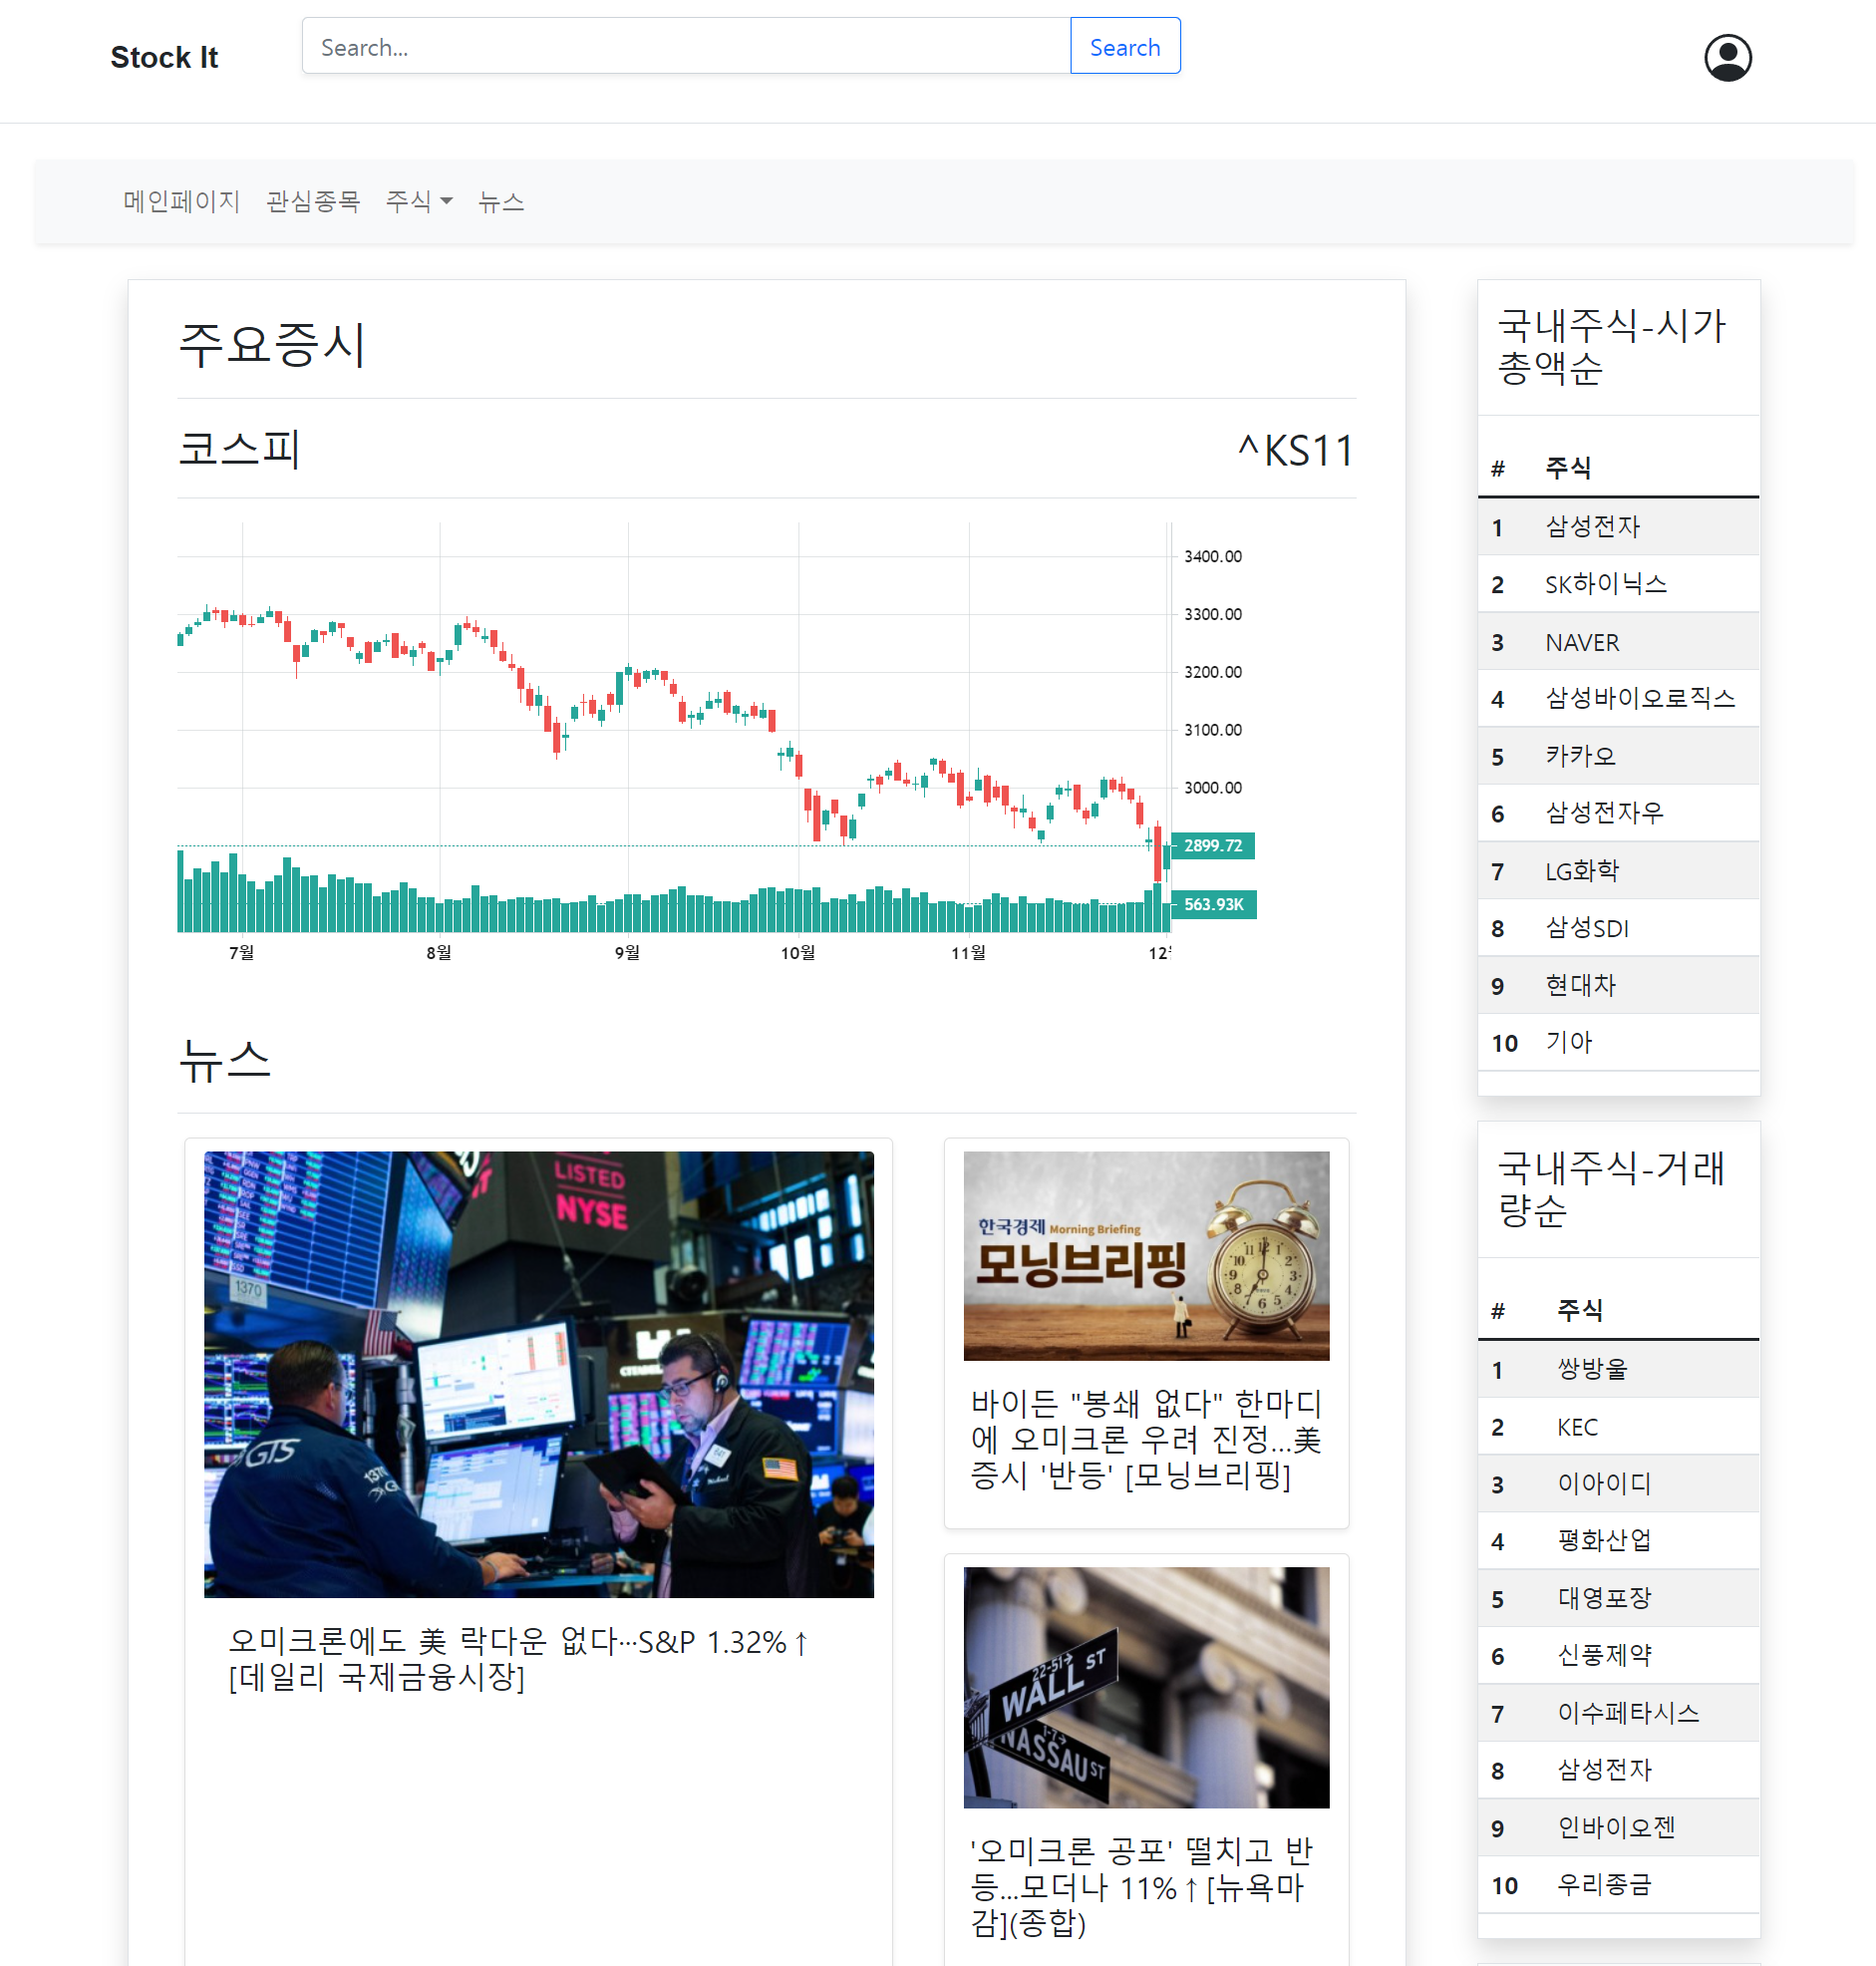 Stock It
Search...
Search
메인페이지
관심종목
주식
뉴스
주요증시
코스피
^KS11
3400.00
3300.00
3200.00
3100.00
3000.00
2899.72
563.93K
7월
8월
9월
10월
11월
뉴스
LISTED
NYSE
1370
GTS
오미크론에도 美 락다운 없다···S&P 1.32%↑
[데일리 국제금융시장]
한국경제 Morning Briefing
모닝브리핑
바이든 "봉쇄 없다" 한마디
에 오미크론 우려 진정…美
증시 '반등' [모닝브리핑]
22-51→
WALL ST
1-7→
NASSAU ST
'오미크론 공포' 떨치고 반
등…모더나 11%↑[뉴욕마
감](종합)
국내주식-시가
총액순
# 주식
1 삼성전자
2 SK하이닉스
3 NAVER
4 삼성바이오로직스
5 카카오
6 삼성전자우
7 LG화학
8 삼성SDI
9 현대차
10 기아
국내주식-거래
량순
# 주식
1 쌍방울
2 KEC
3 이아이디
4 평화산업
5 대영포장
6 신풍제약
7 이수페타시스
8 삼성전자
9 인바이오젠
10 우리종금